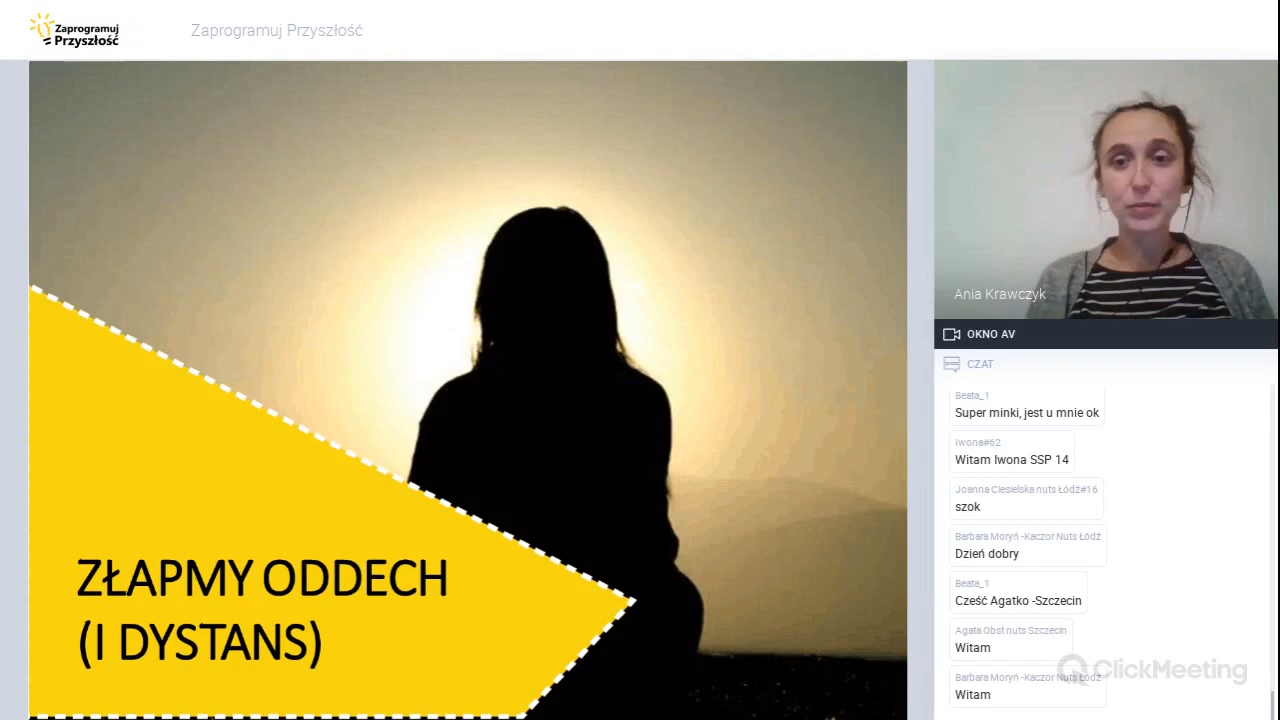 Zaprogramuj
Przyszłość
Zaprogramuj Przyszłość
ZŁAPMY ODDECH
(I DYSTANS)
Ania Krawczyk
OKNO AV
CZAT
Beata_1
Super minki, jest u mnie ok
Iwona#62
Witam Iwona SSP 14
Joanna Ciesielska nuts Łódź#16
szok
Barbara Moryń -Kaczor Nuts Łódź
Dzień dobry
Beata_1
Cześć Agatko -Szczecin
Agata Obst nuts Szczecin
Witam
Barbara Moryń -Kaczor Nuts Łódź
Witam
ClickMeeting